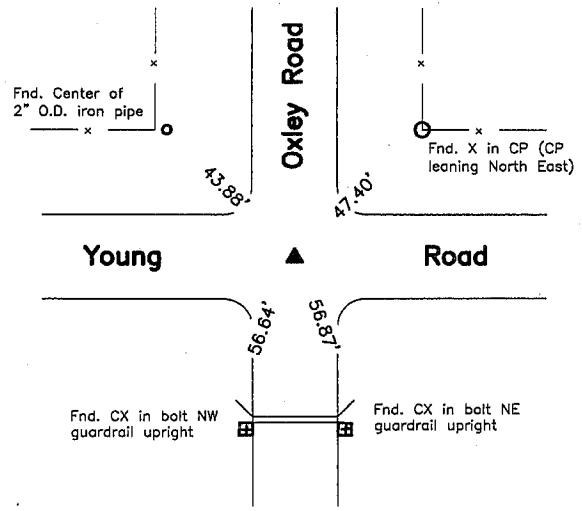 Oxley Road
Fnd. Center of
2" O.D. iron pipe
Fnd. X in CP (CP
leaning North East)
43.88'
47.40'
Young
Road
56.64'
56.87'
Fnd. CX in bolt NW
guardrail upright
Fnd. CX in bolt NE
guardrail upright